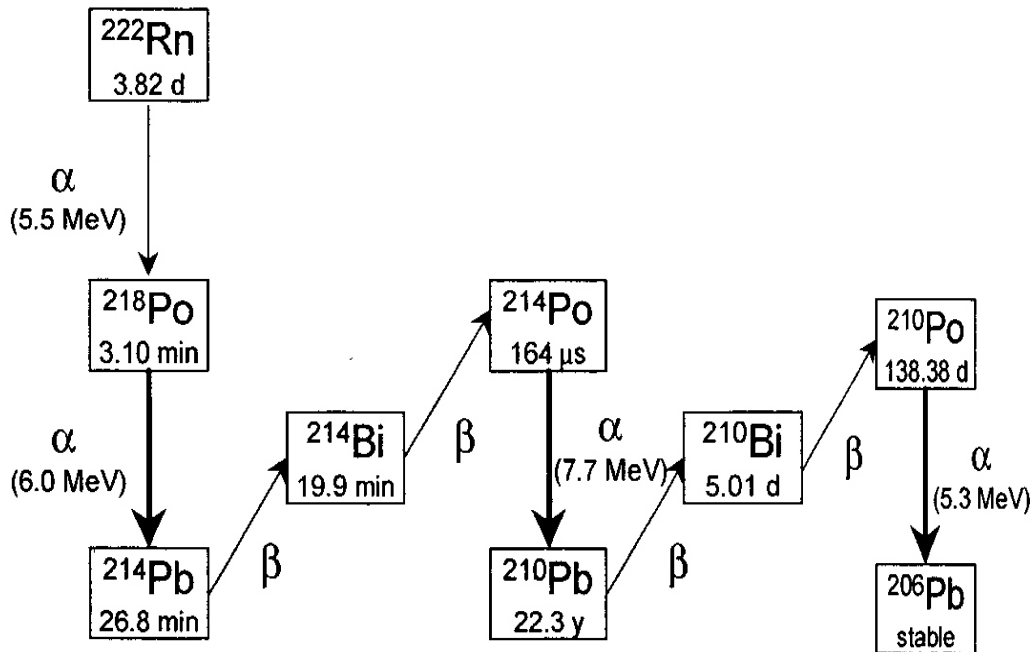 ²²²Rn
3.82 d
α
(5.5 MeV)
²¹⁸Po
3.10 min
α
(6.0 MeV)
²¹⁴Pb
26.8 min
β
²¹⁴Bi
19.9 min
β
²¹⁴Po
164 µs
α
(7.7 MeV)
²¹⁰Pb
22.3 y
β
²¹⁰Bi
5.01 d
β
²¹⁰Po
138.38 d
α
(5.3 MeV)
²⁰⁶Pb
stable